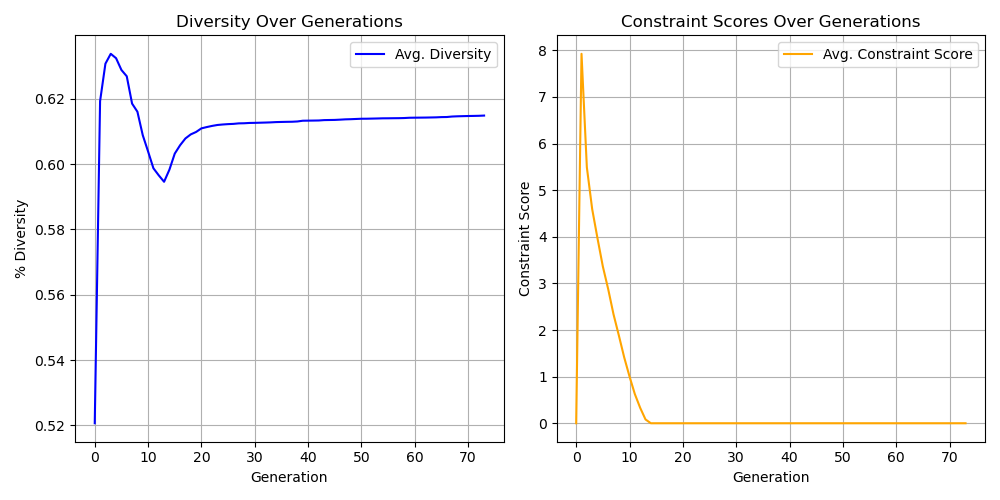 Diversity Over Generations
Avg. Diversity
% Diversity
0.62
0.60
0.58
0.56
0.54
0.52
0 10 20 30 40 50 60 70
Generation
Constraint Scores Over Generations
Avg. Constraint Score
Constraint Score
8
7
6
5
4
3
2
1
0
0 10 20 30 40 50 60 70
Generation